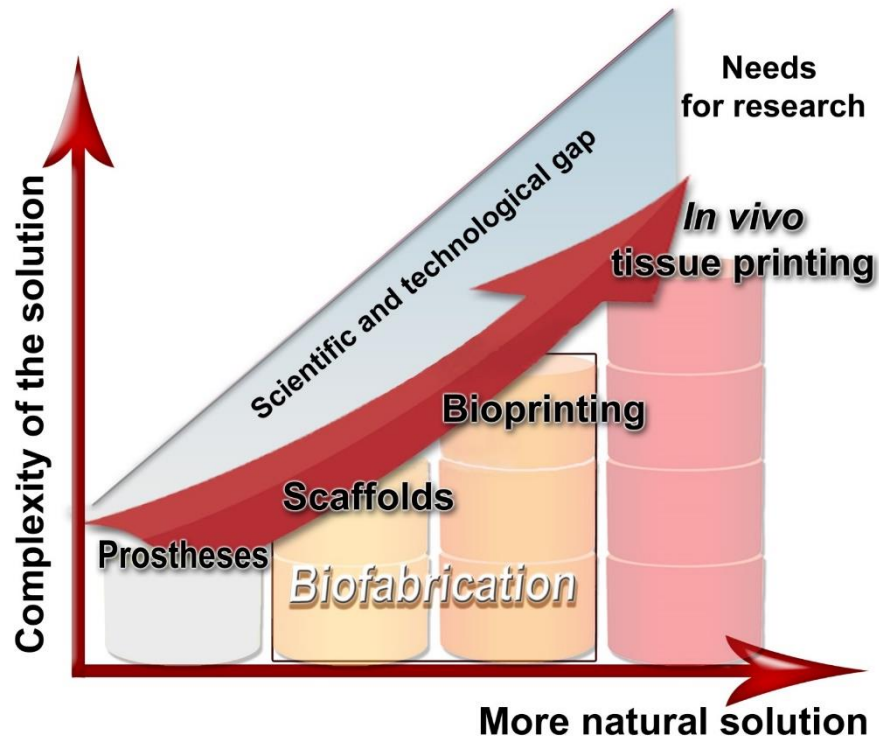 Needs
for research
Complexity of the solution
Scientific and technological gap
In vivo
tissue printing
Bioprinting
Scaffolds
Prostheses
Biofabrication
More natural solution